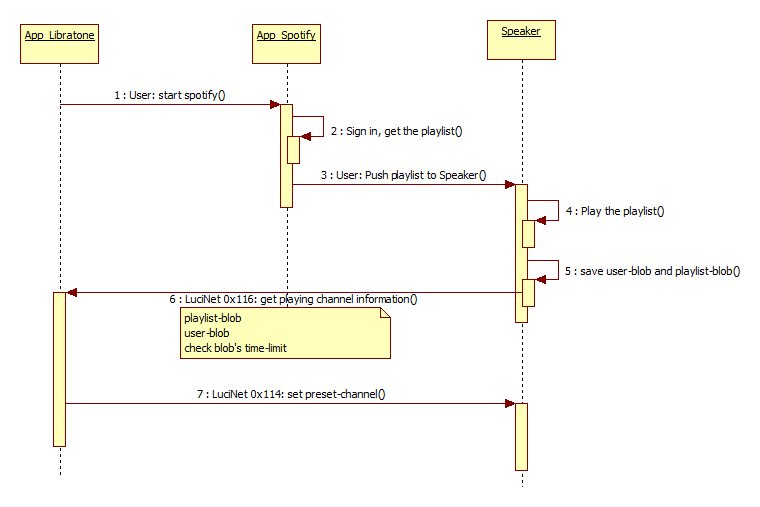 App_Libratone
App_Spotify
Speaker
1 : User: start spotify()
2 : Sign in, get the playlist()
3 : User: Push playlist to Speaker()
4 : Play the playlist()
5 : save user-blob and playlist-blob()
6 : LuciNet 0x116: get playing channel information()
playlist-blob
user-blob
check blob's time-limit
7 : LuciNet 0x114: set preset-channel()